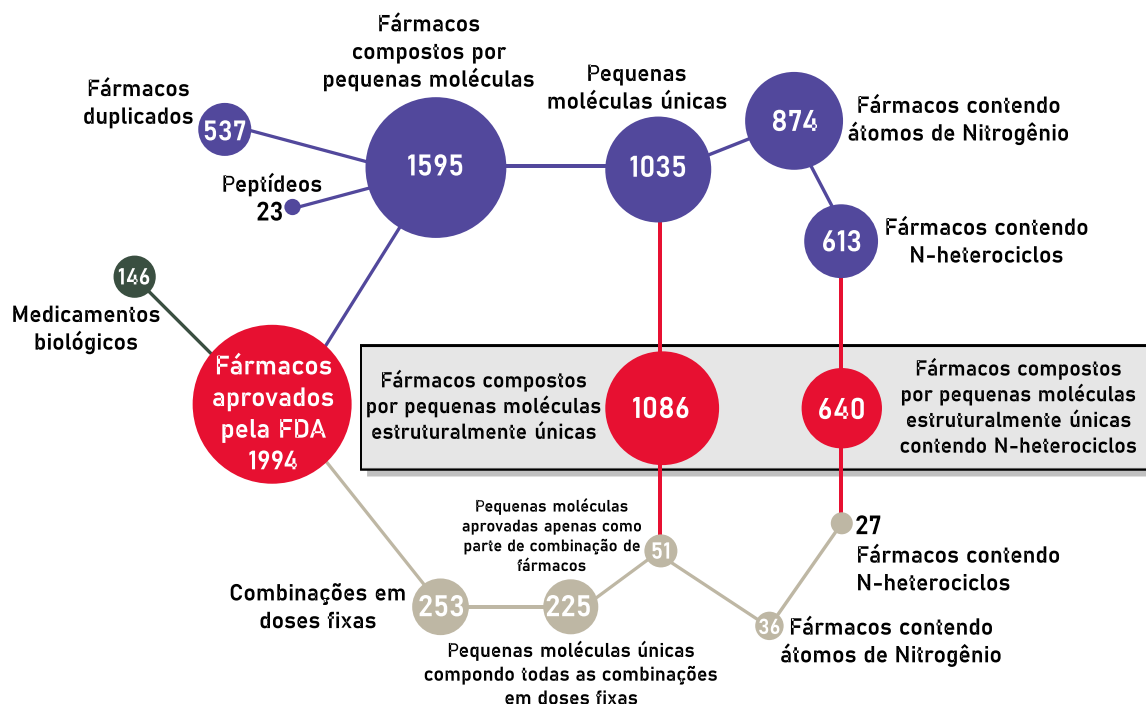 Fármacos
compostos por
pequenas moléculas
1595
Fármacos
duplicados
537
Peptídeos
23
Pequenas
moléculas únicas
1035
874
Fármacos contendo
átomos de Nitrogênio
613
Fármacos contendo
N-heterociclos
146
Medicamentos
biológicos
Fármacos
aprovados
pela FDA
1994
Fármacos compostos
por pequenas moléculas
estruturalmente únicas
1086
640
Fármacos compostos
por pequenas moléculas
estruturalmente únicas
contendo N-heterociclos
Pequenas moléculas
aprovadas apenas como
parte de combinação de
fármacos
51
27
Fármacos contendo
N-heterociclos
Combinações em
doses fixas
253
225
Pequenas moléculas únicas
compondo todas as combinações
em doses fixas
36
Fármacos contendo
átomos de Nitrogênio